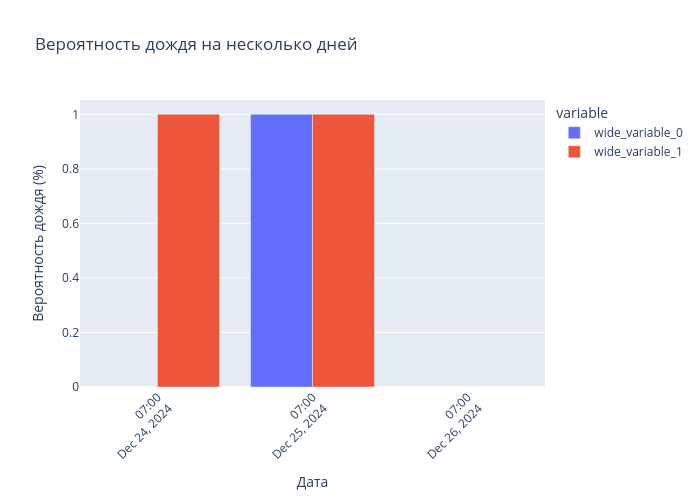 Вероятность дождя на несколько дней
variable
wide_variable_0
wide_variable_1
Вероятность дождя (%)
1
0.8
0.6
0.4
0.2
0
07:00
Dec 24, 2024
07:00
Dec 25, 2024
07:00
Dec 26, 2024
Дата